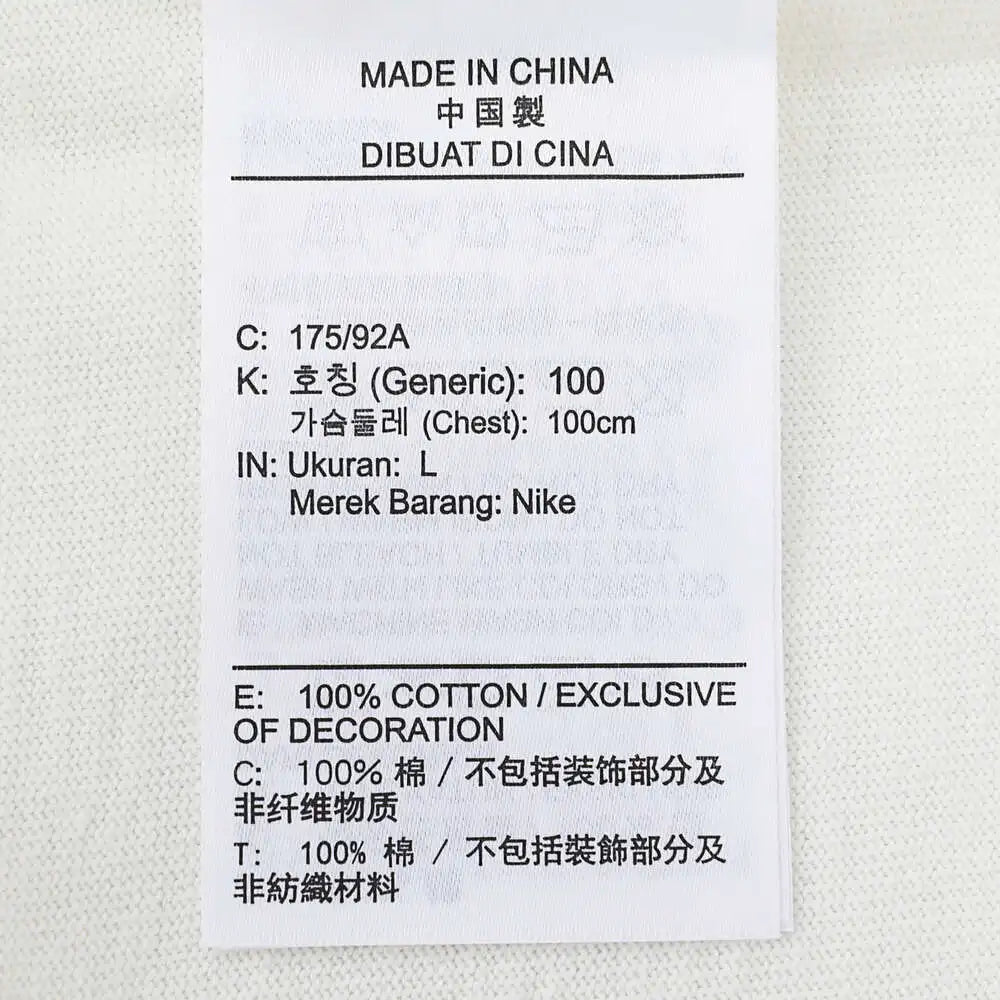 MADE IN CHINA
中国製
DIBUAT DI CINA
C: 175/92A
K: 호칭 (Generic): 100
가슴둘레 (Chest): 100cm
IN: Ukuran: L
Merek Barang: Nike
E: 100% COTTON / EXCLUSIVE
OF DECORATION
C: 100% 棉 / 不包括装饰部分及
非纤维物质
T: 100% 棉 / 不包括裝飾部分及
非紡織材料